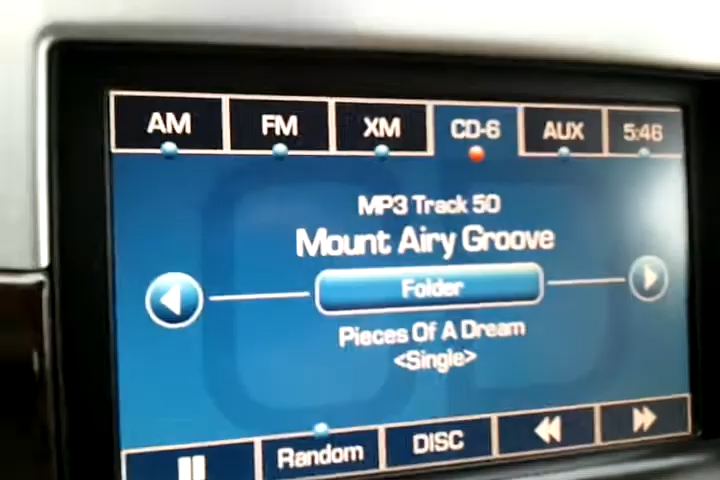 AM FM XM CD-6 AUX 5:46
MP3 Track 50
Mount Airy Groove
Folder
Pieces Of A Dream
<Single>
Random DISC